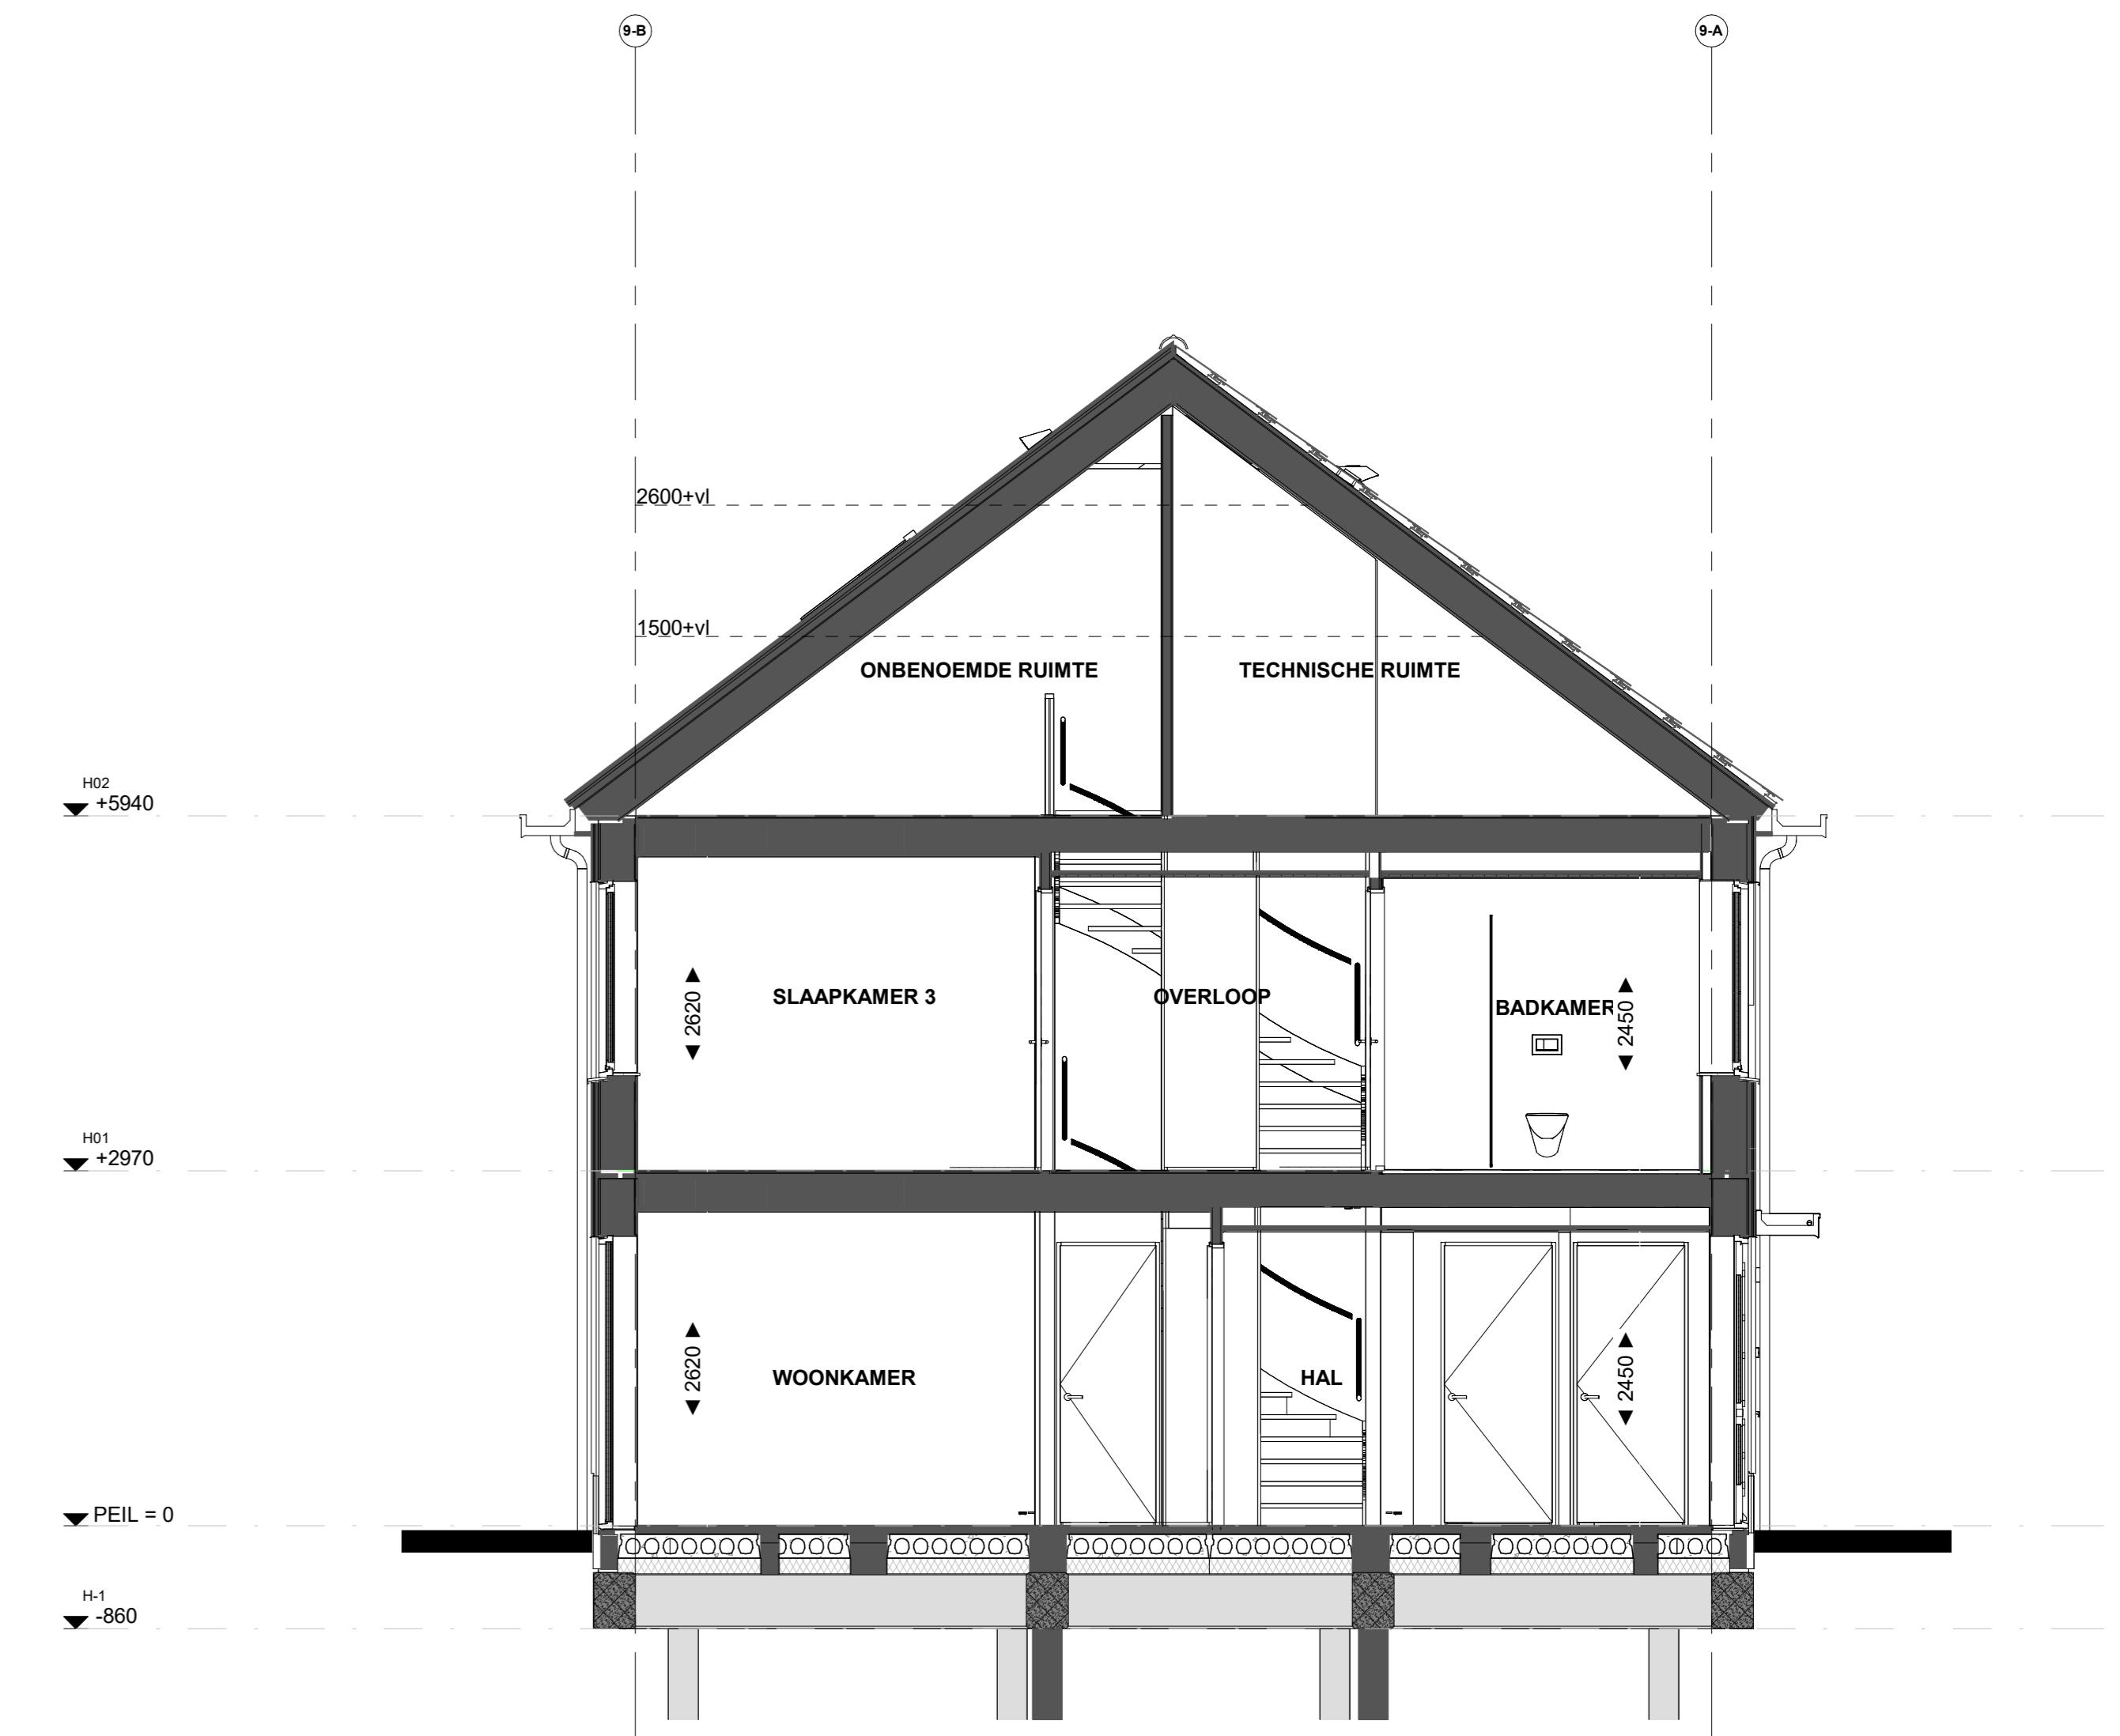 9-B
9-A
2600+vl
1500+vl
ONBENOEMDE RUIMTE
TECHNISCHE RUIMTE
H02
+5940
SLAAPKAMER 3
OVERLOOP
BADKAMER
2620
2450
H01
+2970
WOONKAMER
HAL
2620
2450
PEIL = 0
H-1
-860